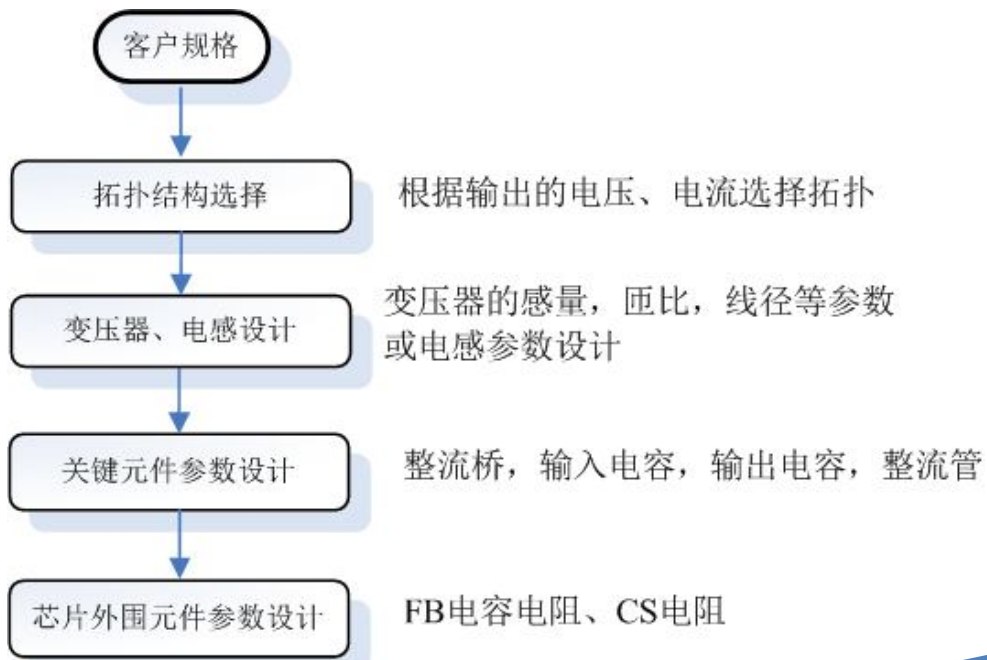 客户规格
拓扑结构选择
根据输出的电压、电流选择拓扑
变压器、电感设计
变压器的感量，匝比，线径等参数
或电感参数设计
关键元件参数设计
整流桥，输入电容，输出电容，整流管
芯片外围元件参数设计
FB电容电阻、CS电阻